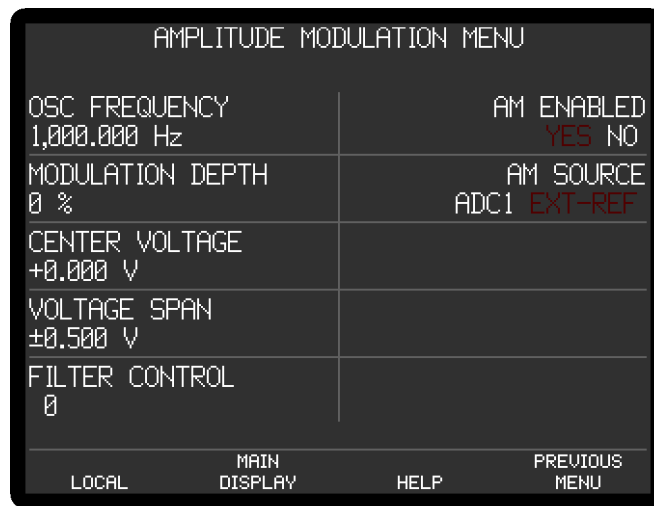 AMPLITUDE MODULATION MENU
OSC FREQUENCY
1,000.000 Hz
AM ENABLED
YES NO
MODULATION DEPTH
0 %
AM SOURCE
ADC1 EXT-REF
CENTER VOLTAGE
+0.000 V
VOLTAGE SPAN
±0.500 V
FILTER CONTROL
0
LOCAL
MAIN
DISPLAY
HELP
PREVIOUS
MENU